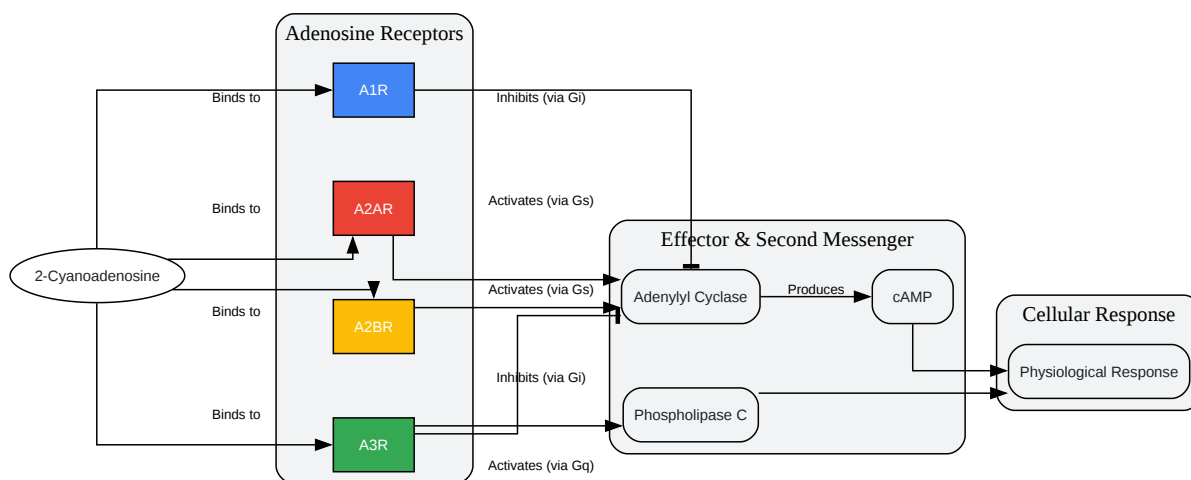 Adenosine Receptors
A1R
Binds to
Inhibits (via Gi)
A2AR
Binds to
Activates (via Gs)
Effector & Second Messenger
2-Cyanoadenosine
Activates (via Gs)
Adenylyl Cyclase
Produces
cAMP
Binds to
A2BR
Cellular Response
Inhibits (via Gi)
Physiological Response
Binds to
Phospholipase C
A3R
Activates (via Gq)